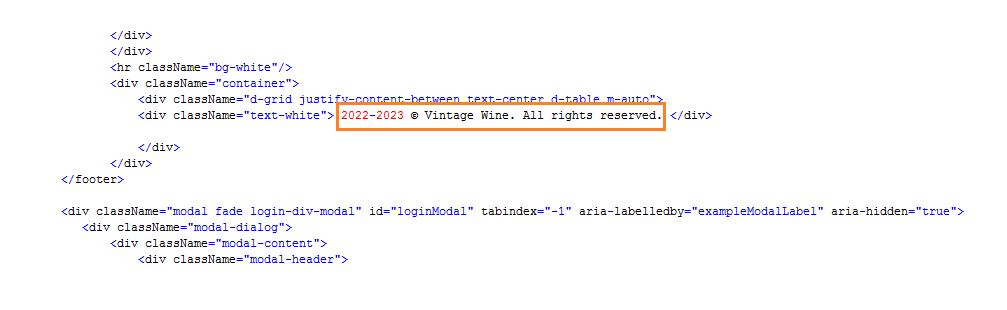 </div>
</div>
<hr className="bg-white"/>
<div className="container">
<div className="d-grid justify-content-between text-center d-table m-auto">
<div className="text-white"> 2022-2023 © Vintage Wine. All rights reserved. </div>
</div>
</div>
</footer>
<div className="modal fade login-div-modal" id="loginModal" tabindex="-1" aria-labelledby="exampleModalLabel" aria-hidden="true">
<div className="modal-dialog">
<div className="modal-content">
<div className="modal-header">